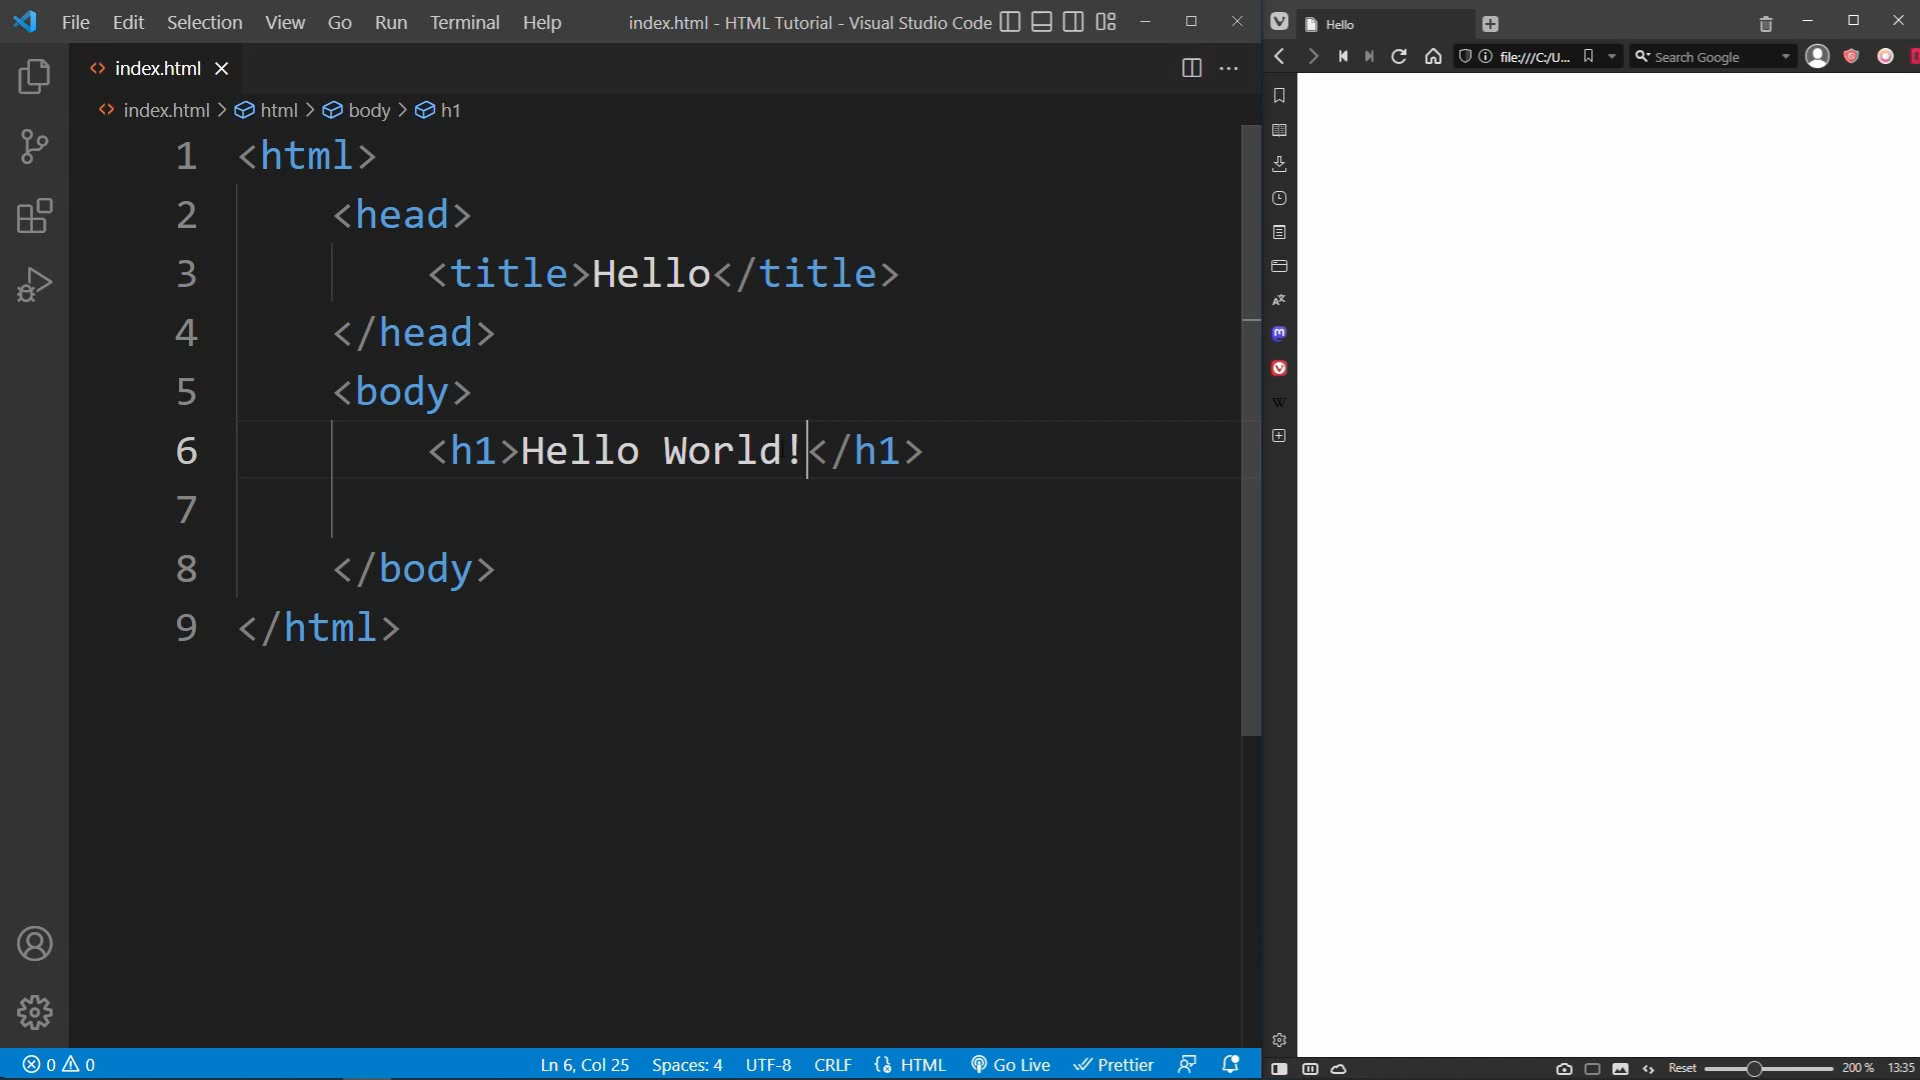 File Edit Selection View Go Run Terminal Help index.html - HTML Tutorial - Visual Studio Code
Hello
index.html
file:///C:/U... Search Google
index.html > html > body > h1
1 <html>
2 <head>
3 <title>Hello</title>
4 </head>
5 <body>
6 <h1>Hello World!</h1>
7
8 </body>
9 </html>
0 0 Ln 6, Col 25 Spaces: 4 UTF-8 CRLF HTML Go Live Prettier
Reset 200 % 13:35